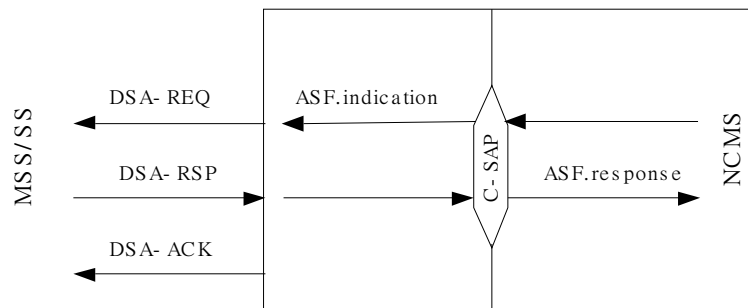 DSA- REQ
ASF.indication
MSS/SS
DSA- RSP
C- SAP
ASF.response
NCMS
DSA- ACK